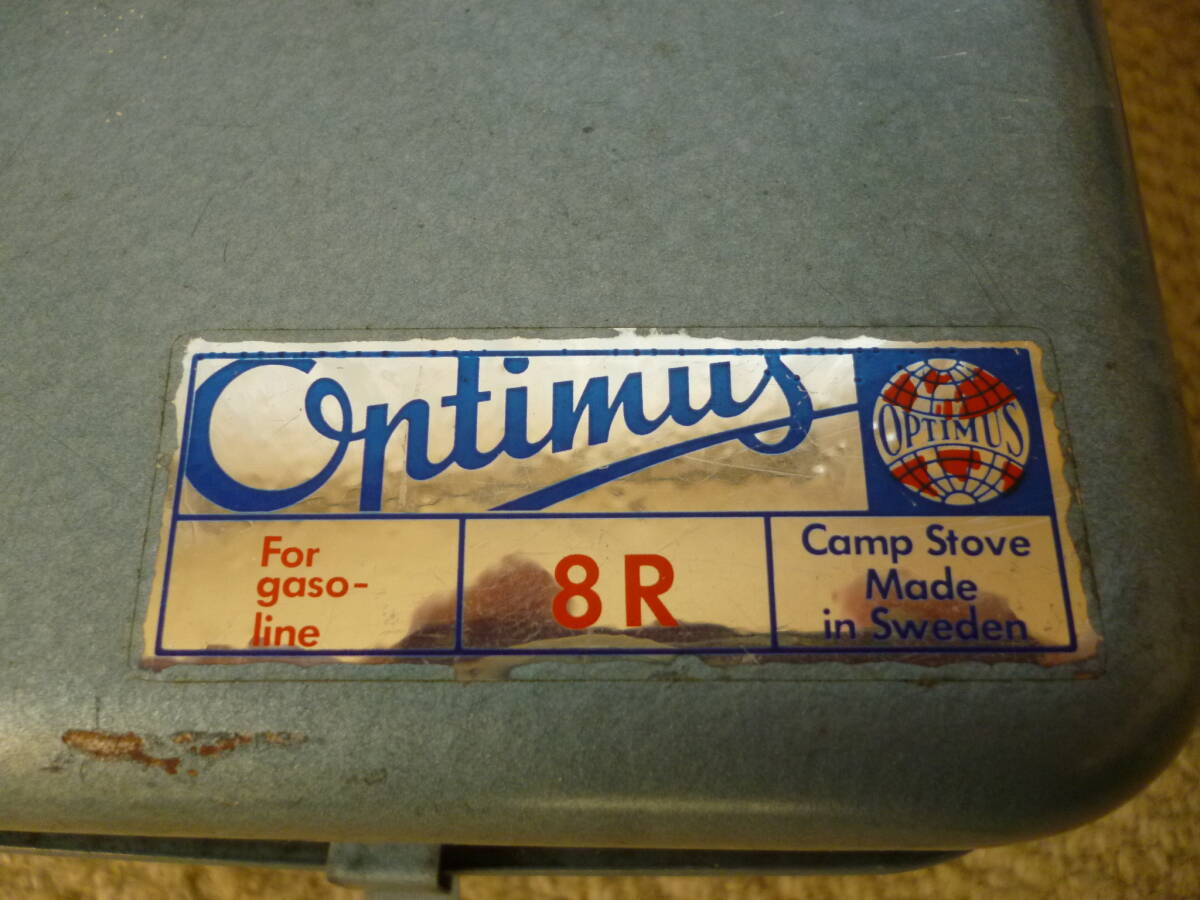 Optimus
OPTIMUS
For
gaso-
line
8R
Camp Stove
Made
in Sweden